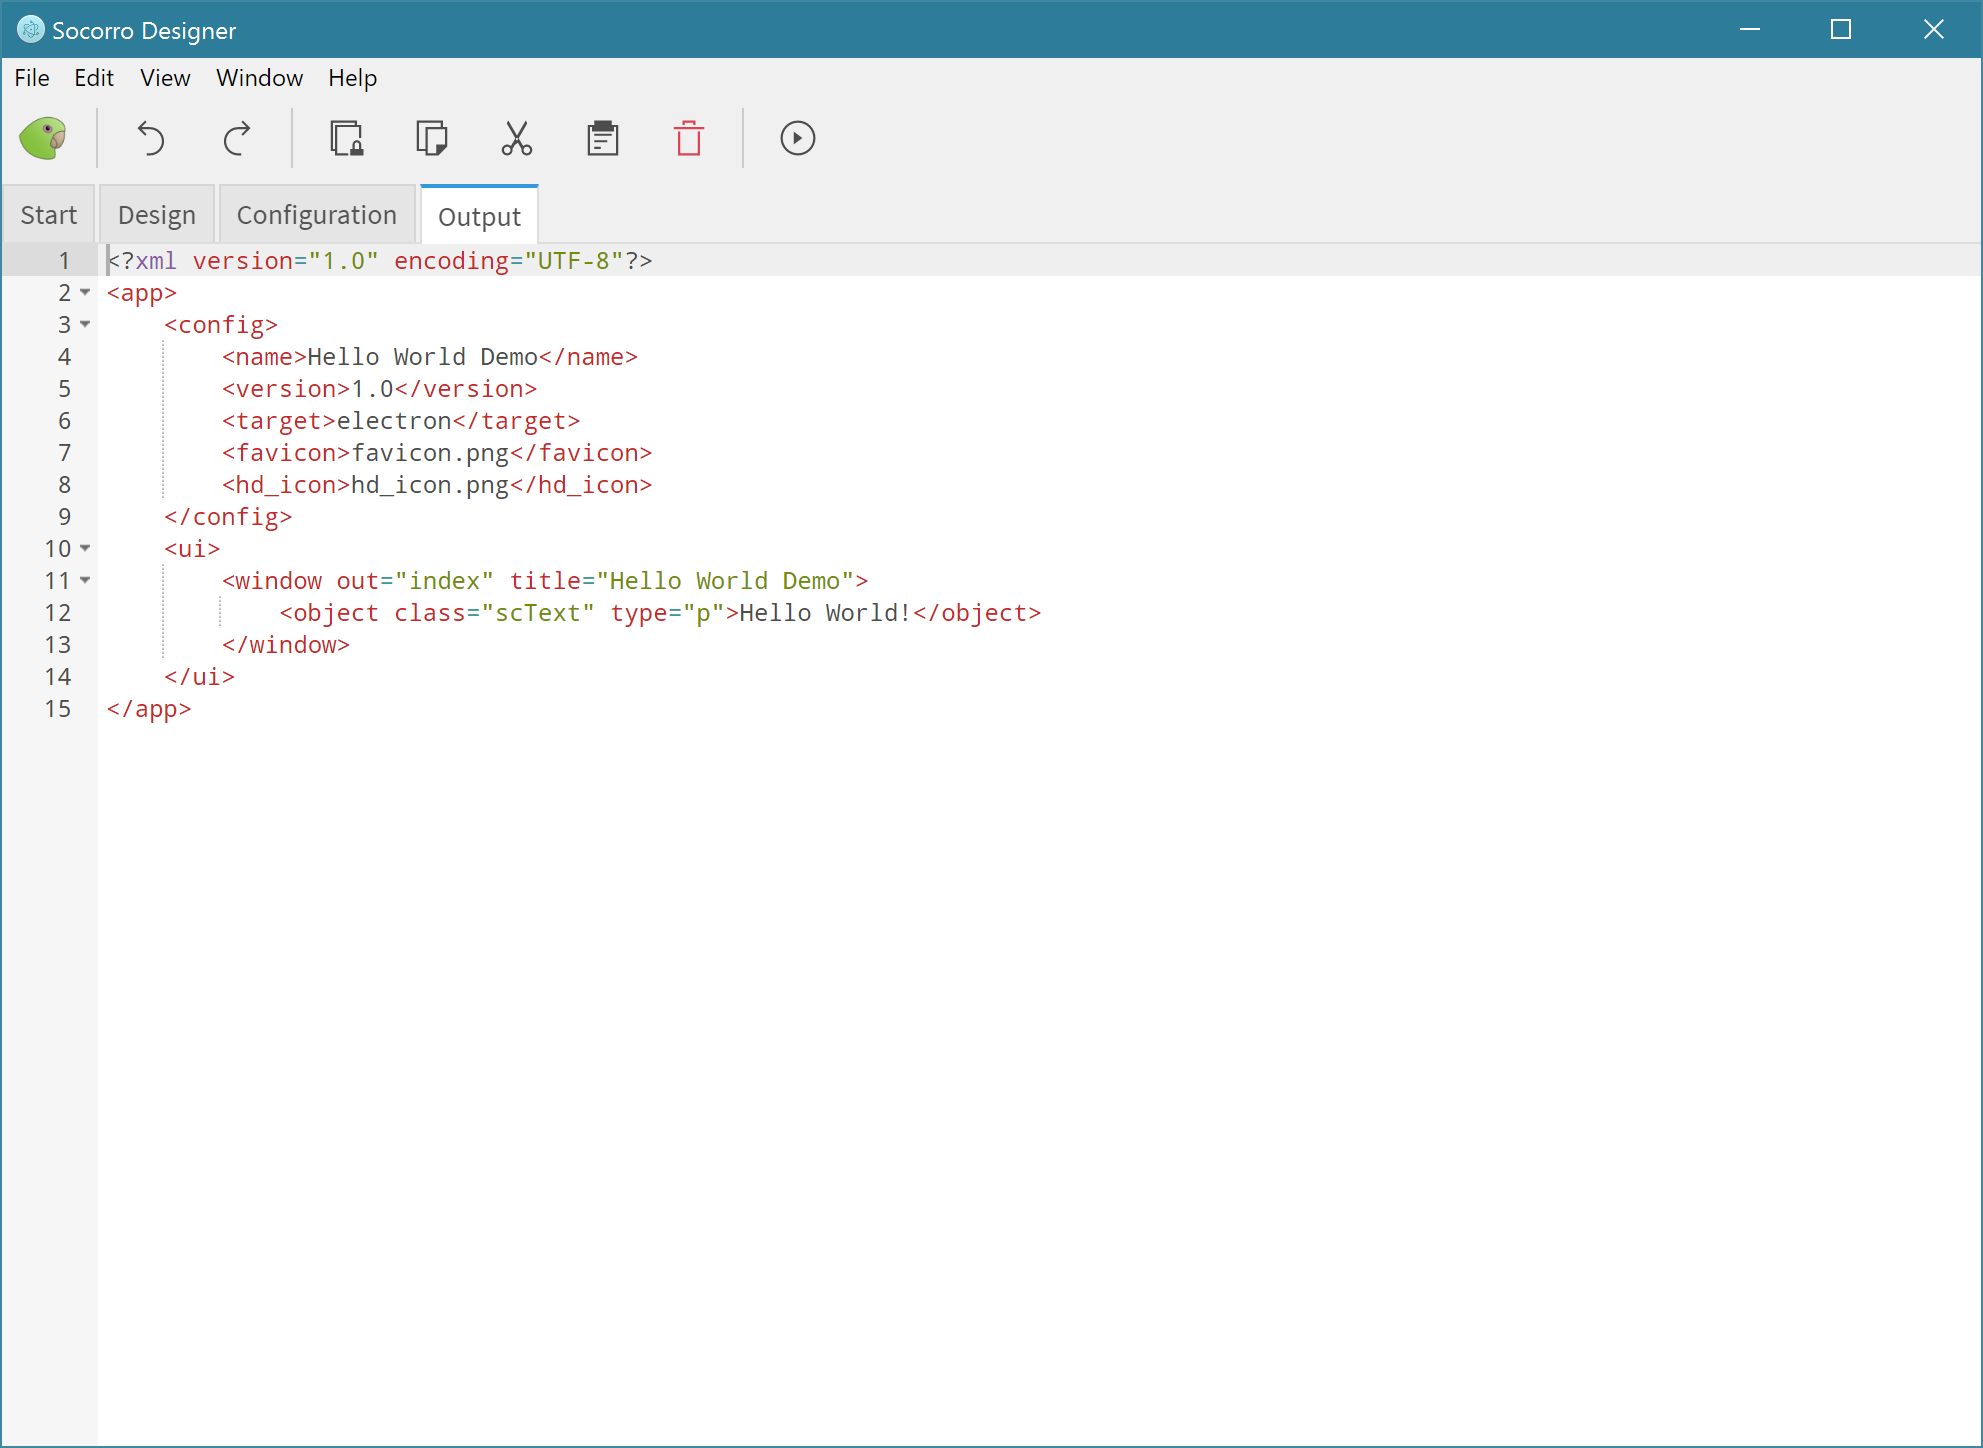 Socorro Designer
File Edit View Window Help
Start Design Configuration Output
1 <?xml version="1.0" encoding="UTF-8"?>
2 <app>
3     <config>
4         <name>Hello World Demo</name>
5         <version>1.0</version>
6         <target>electron</target>
7         <favicon>favicon.png</favicon>
8         <hd_icon>hd_icon.png</hd_icon>
9     </config>
10     <ui>
11         <window out="index" title="Hello World Demo">
12             <object class="scText" type="p">Hello World!</object>
13         </window>
14     </ui>
15 </app>